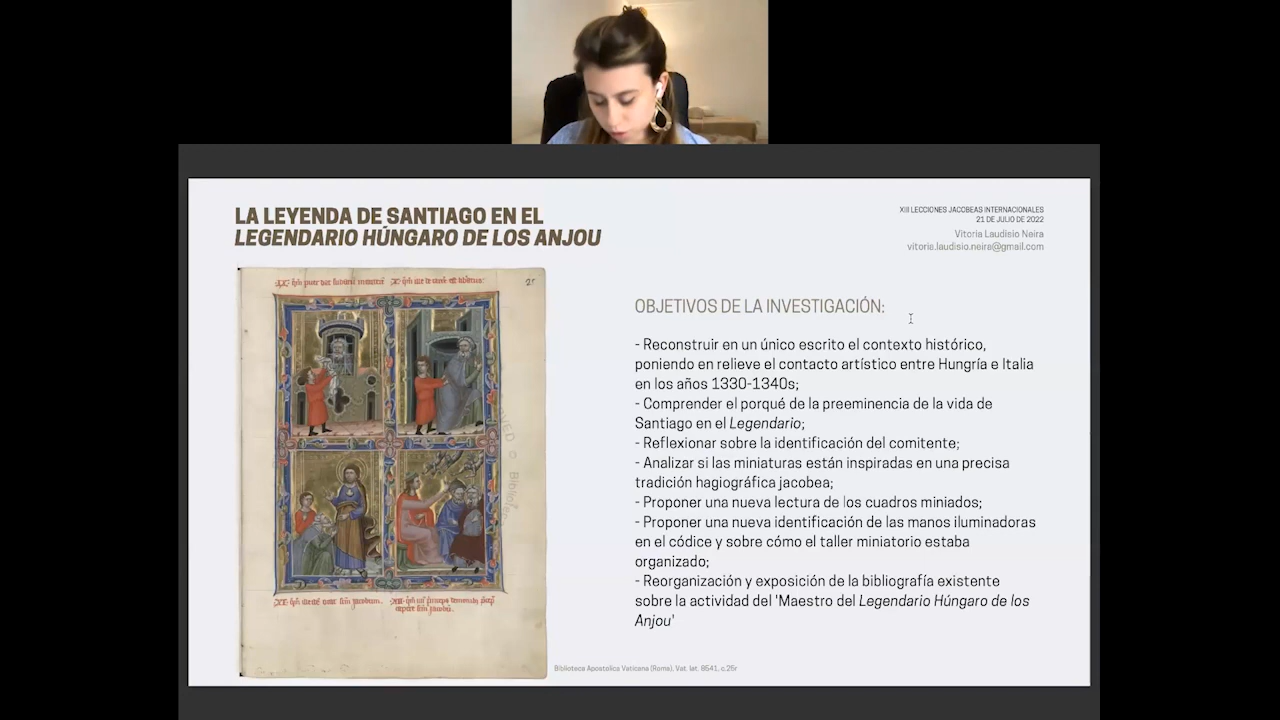 LA LEYENDA DE SANTIAGO EN EL
LEGENDARIO HÚNGARO DE LOS ANJOU
XIII LECCIONES JACOBEAS INTERNACIONALES
21 DE JULIO DE 2022
Vitoria Laudisio Neira
vitoria.laudisio.neira@gmail.com
25
OBJETIVOS DE LA INVESTIGACIÓN:
- Reconstruir en un único escrito el contexto histórico,
poniendo en relieve el contacto artístico entre Hungría e Italia
en los años 1330-1340s;
- Comprender el porqué de la preeminencia de la vida de
Santiago en el Legendario;
- Reflexionar sobre la identificación del comitente;
- Analizar si las miniaturas están inspiradas en una precisa
tradición hagiográfica jacobea;
- Proponer una nueva lectura de los cuadros miniados;
- Proponer una nueva identificación de las manos iluminadoras
en el códice y sobre cómo el taller miniatorio estaba
organizado;
- Reorganización y exposición de la bibliografía existente
sobre la actividad del 'Maestro del Legendario Húngaro de los
Anjou'
Biblioteca Apostolica Vaticana (Roma), Vat. lat. 8541, c.25r